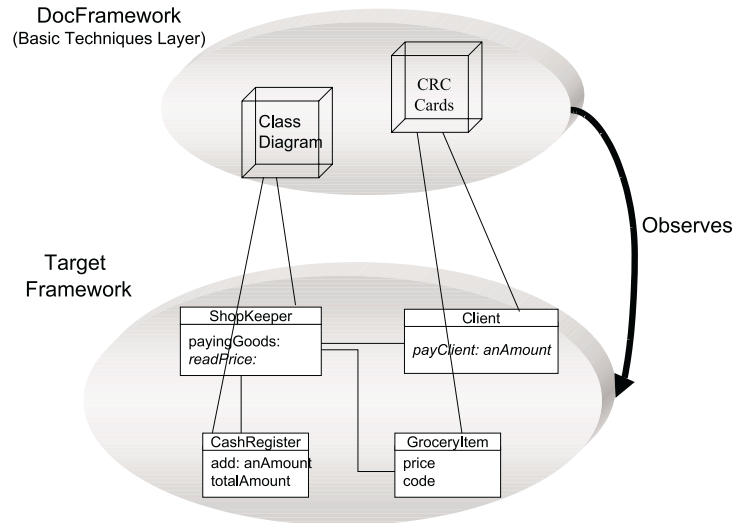 DocFramework
(Basic Techniques Layer)
CRC
Cards
Class
Diagram
Observes
Target
Framework
ShopKeeper
payingGoods:
readPrice:
Client
payClient: anAmount
CashRegister
add: anAmount
totalAmount
GroceryItem
price
code